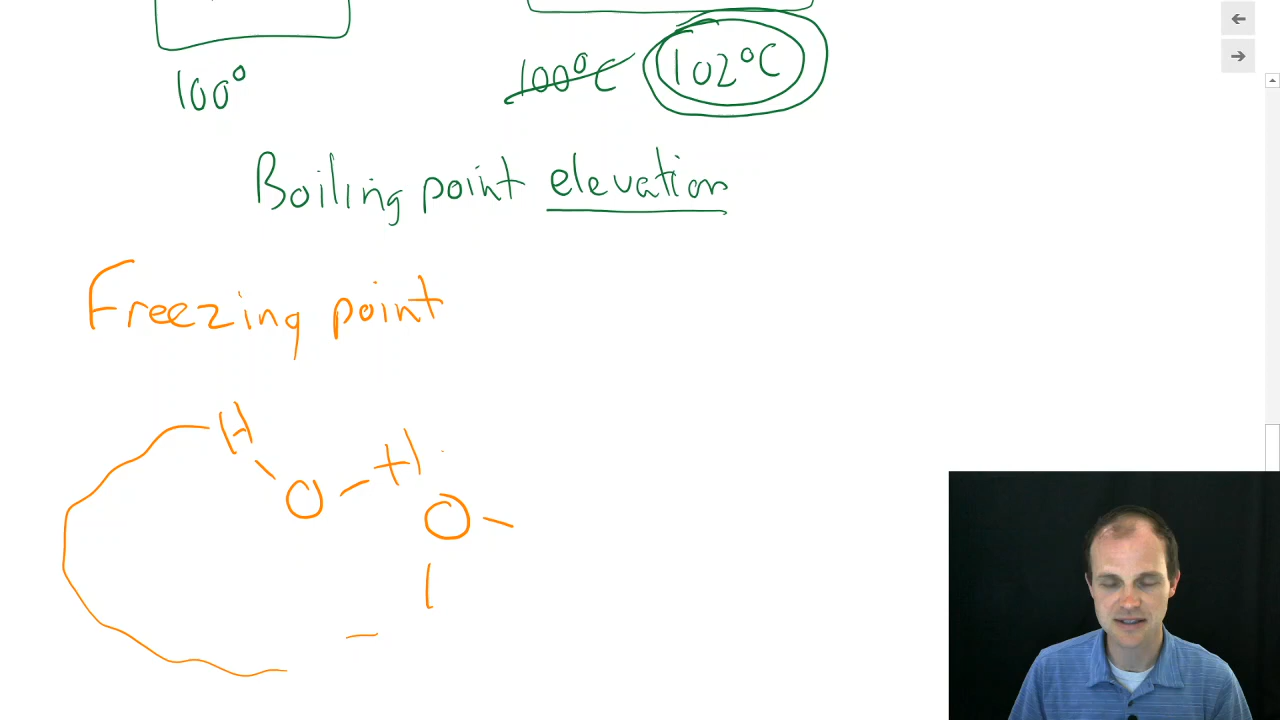 100°
100°C 102°C
Boiling point elevation
Freezing point
H
O - H
O -